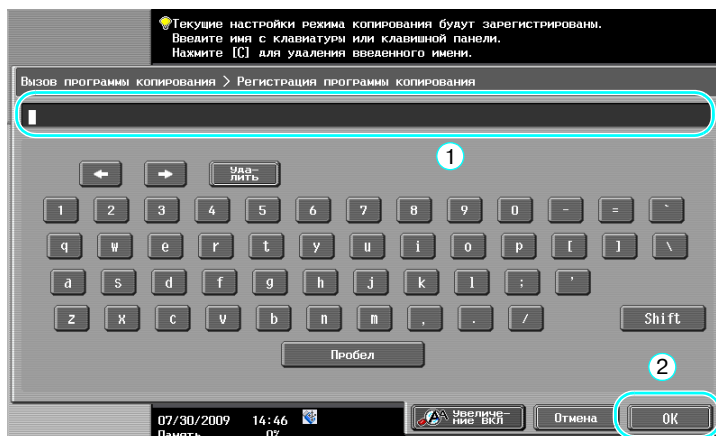 Текущие настройки режима копирования будут зарегистрированы.
Введите имя с клавиатуры или клавишной панели.
Нажмите [C] для удаления введенного имени.
Вызов программы копирования > Регистрация программы копирования
1
← → Уда-
лить
1 2 3 4 5 6 7 8 9 0 - = `
q w e r t y u i o p [ ] \
a s d f g h j k l ; '
z x c v b n m , . / Shift
Пробел
2
07/30/2009 14:46
Увеличе-
ние ВКЛ
Отмена
OK
Память 0%